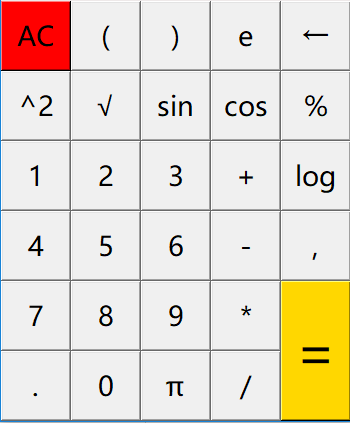 AC ( ) e ←
^2 √ sin cos %
1 2 3 + log
4 5 6 - ,
7 8 9 *
=
. 0 π /